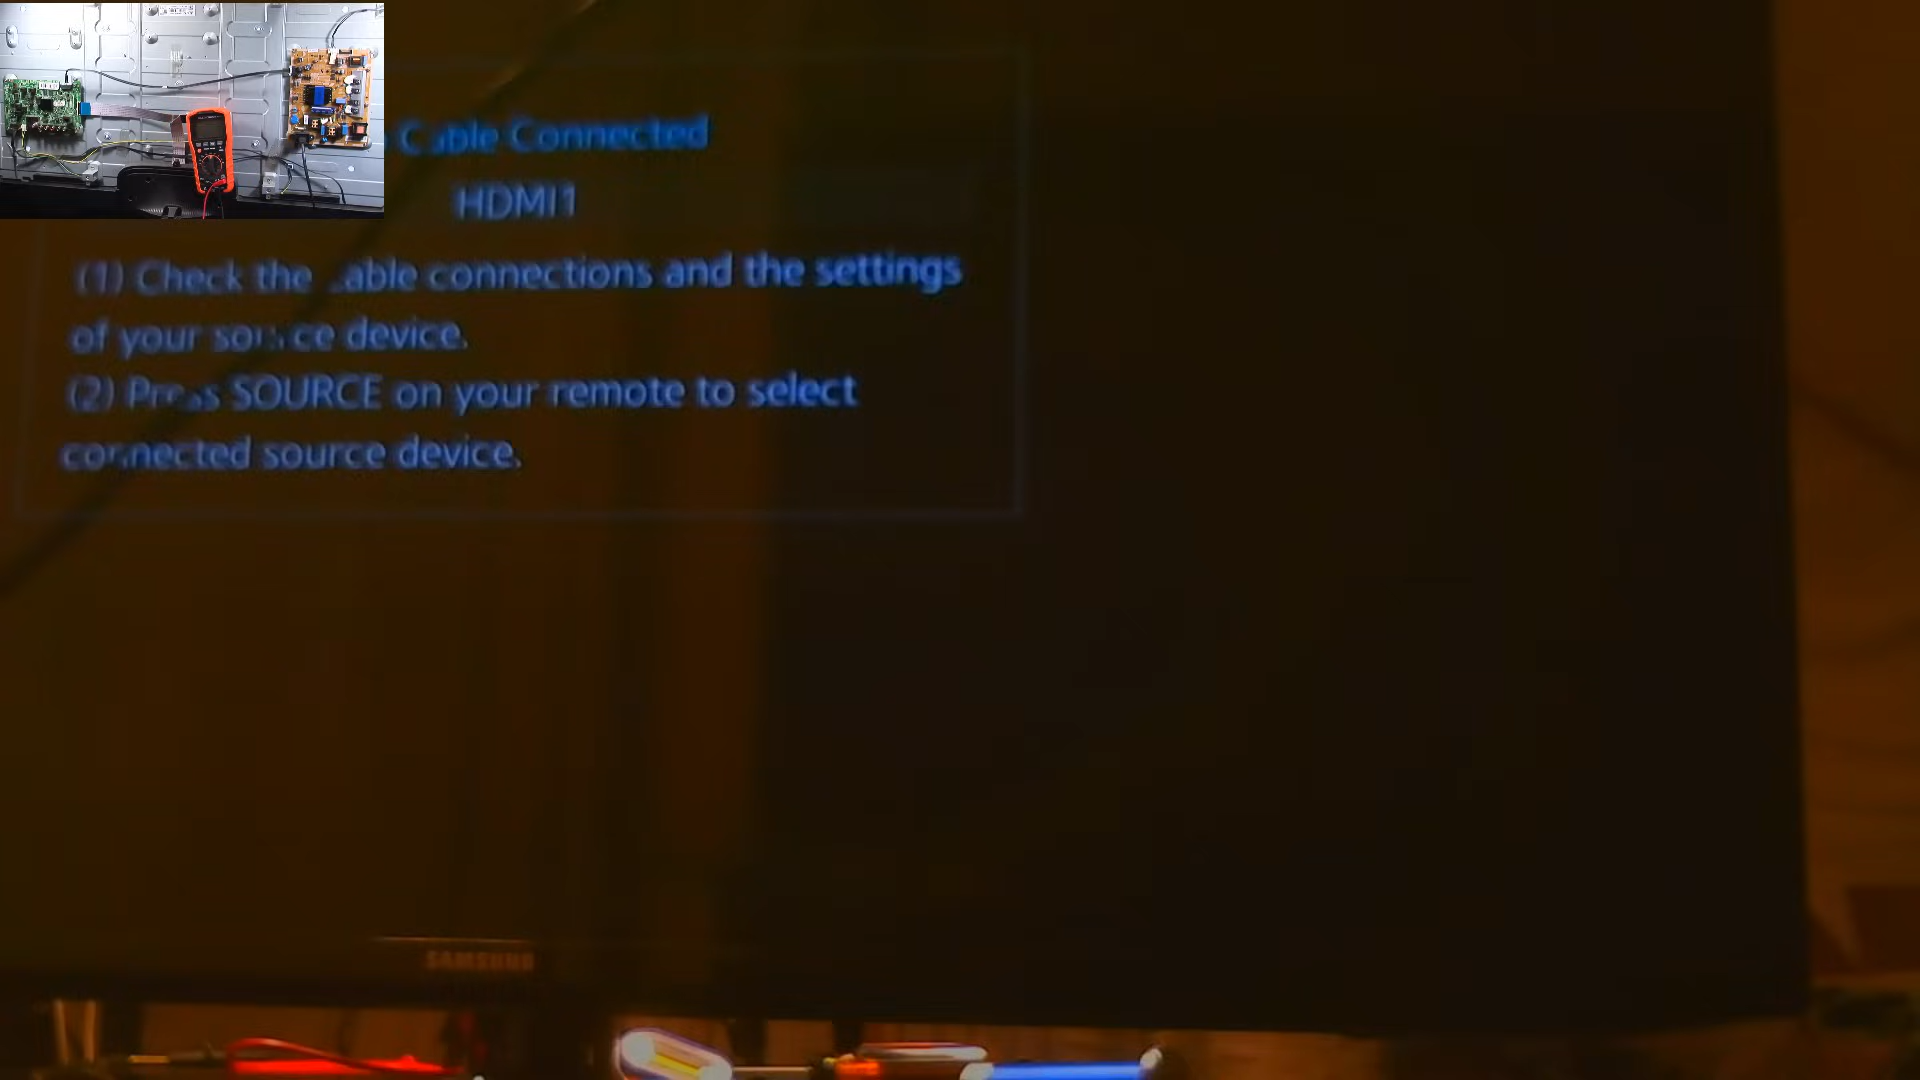 Cable Connected
HDMI1
(1) Check the cable connections and the settings
of your source device.
(2) Press SOURCE on your remote to select
connected source device.
SAMSUNG